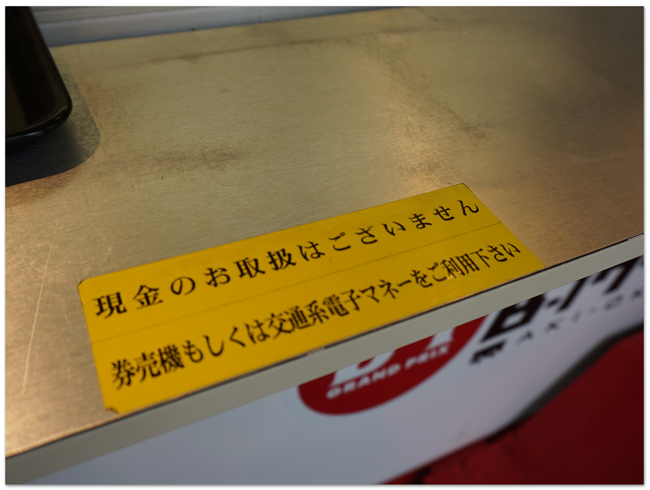 現金のお取扱はございません
券売機もしくは交通系電子マネーをご利用下さい
GRAND PRIX